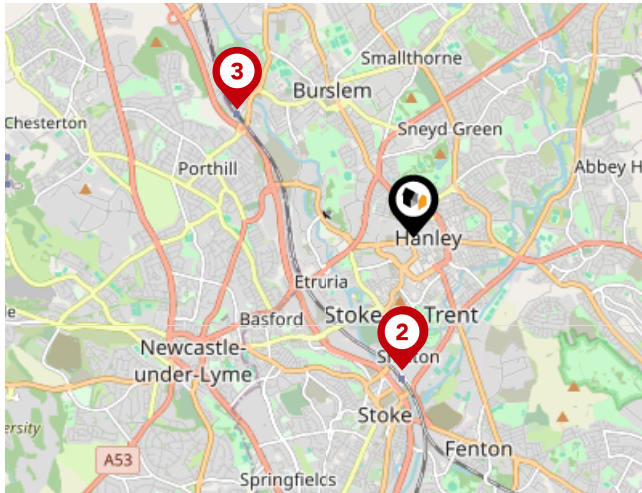 Smallthorne
3
Burslem
Chesterton
Sneyd Green
Porthill
Abbey H
Hanley
Etruria
Stoke
Trent
Basford
2
Newcastle-
under-Lyme
Stoke
ersity
Fenton
A53
Springfields